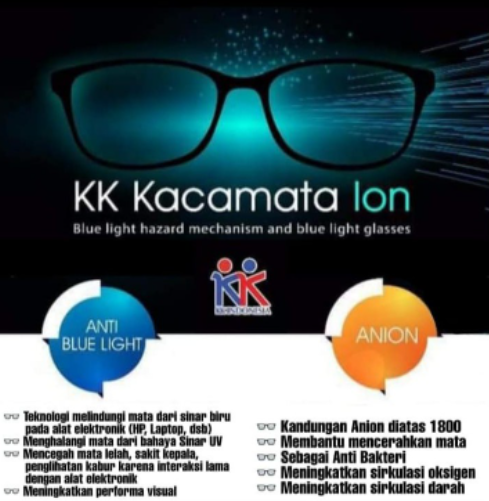 KK Kacamata Ion
Blue light hazard mechanism and blue light glasses
KK
KKINDONESIA
ANTI
BLUE LIGHT
ANION
Teknologi melindungi mata dari sinar biru
pada alat elektronik (HP, Laptop, dsb)
Menghalangi mata dari bahaya Sinar UV
Mencegah mata lelah, sakit kepala,
penglihatan kabur karena interaksi lama
dengan alat elektronik
Meningkatkan performa visual
Kandungan Anion diatas 1800
Membantu mencerahkan mata
Sebagai Anti Bakteri
Meningkatkan sirkulasi oksigen
Meningkatkan sirkulasi darah